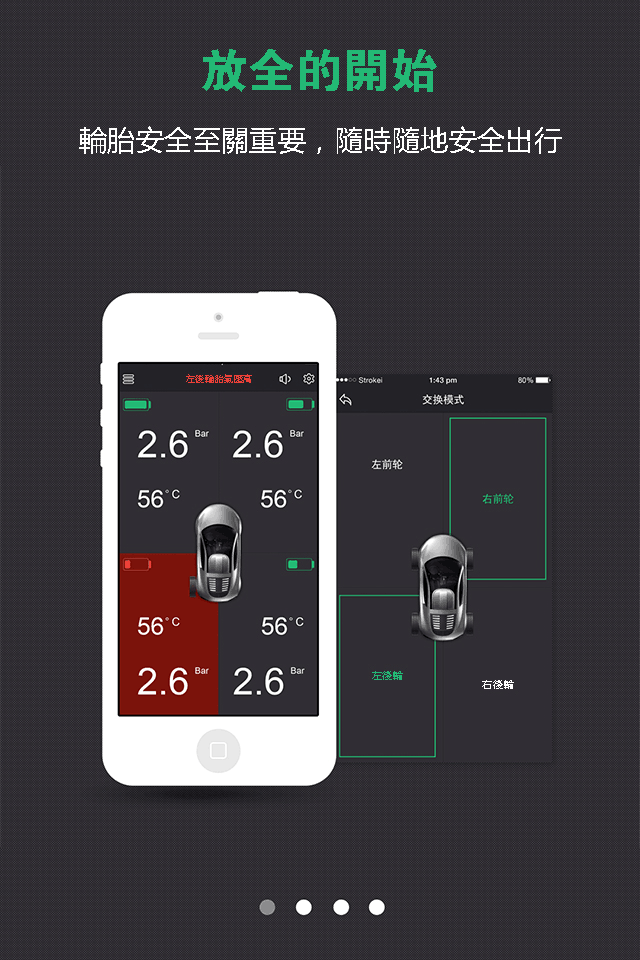 放全的開始
輪胎安全至關重要，隨時隨地安全出行
左後輪胎氣壓高
2.6 Bar
2.6 Bar
56°C
56°C
56°C
56°C
2.6 Bar
2.6 Bar
Strokei 1:43 pm 80%
交换模式
左前轮
右前轮
左後輪
右後輪